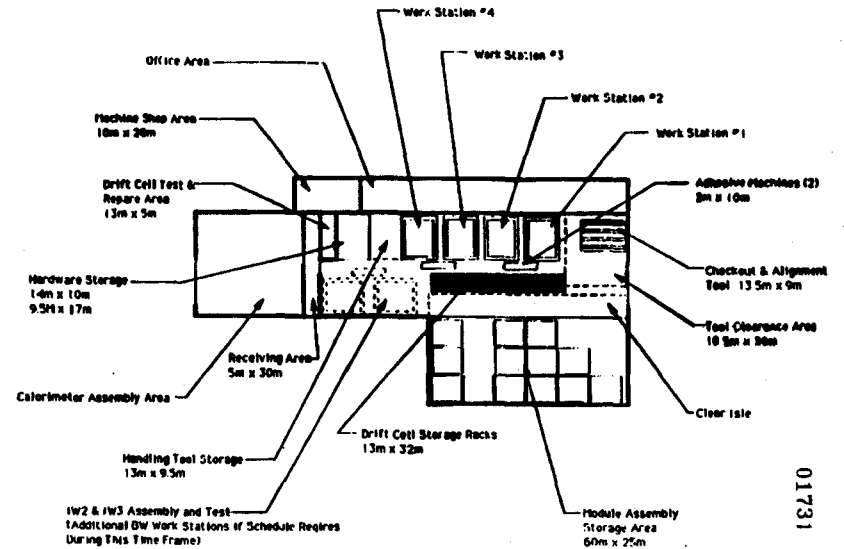 Work Station #4
Office Area
Work Station #3
Machine Shop Area
10m x 20m
Work Station #2
Work Station #1
Drift Cell Test &
Repare Area
13m x 5m
Adhesive Machines (2)
2m x 10m
Hardware Storage
14m x 10m
9.5M x 17m
Checkout & Alignment
Tool 13.5m x 9m
Tool Clearance Area
Receiving Area
5m x 30m
Calorimeter Assembly Area
Clear Isle
Drift Cell Storage Racks
13m x 32m
Handling Tool Storage
13m x 9.5m
IW2 & IW3 Assembly and Test
(Additional BW Work Stations if Schedule Reqires
During This Time Frame)
Module Assembly
Storage Area
60m x 25m
01731